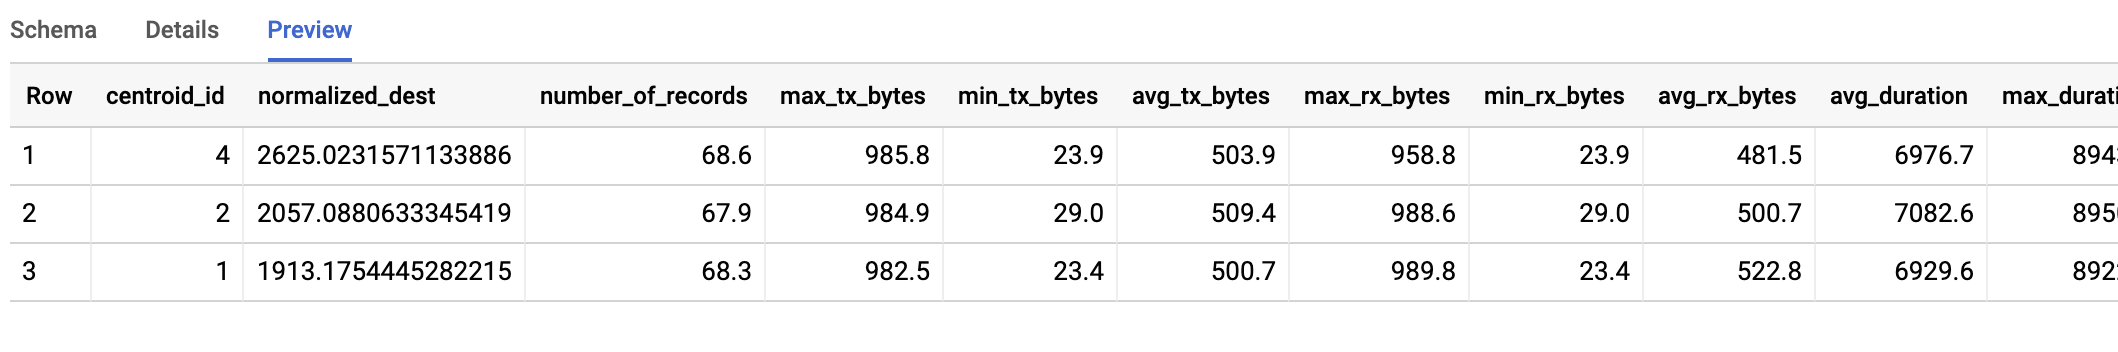 Schema Details Preview
Row centroid_id normalized_dest number_of_records max_tx_bytes min_tx_bytes avg_tx_bytes max_rx_bytes min_rx_bytes avg_rx_bytes avg_duration max_durati
1 4 2625.0231571133886 68.6 985.8 23.9 503.9 958.8 23.9 481.5 6976.7 894
2 2 2057.0880633345419 67.9 984.9 29.0 509.4 988.6 29.0 500.7 7082.6 895
3 1 1913.1754445282215 68.3 982.5 23.4 500.7 989.8 23.4 522.8 6929.6 892